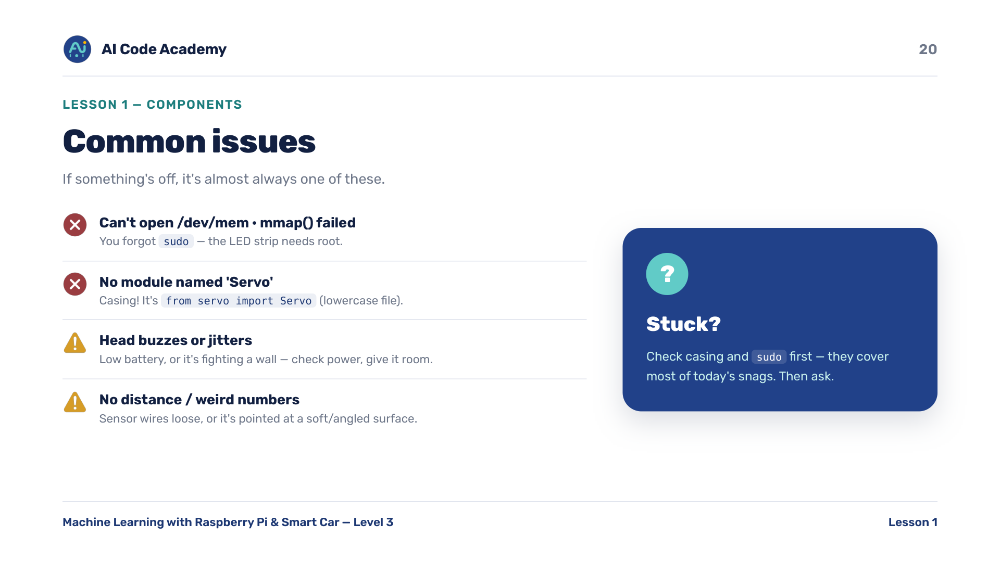 AI Code Academy
20
LESSON 1 — COMPONENTS
Common issues
If something's off, it's almost always one of these.
Can't open /dev/mem • mmap() failed
You forgot sudo — the LED strip needs root.
No module named 'Servo'
Casing! It's from servo import Servo (lowercase file).
Head buzzes or jitters
Low battery, or it's fighting a wall — check power, give it room.
No distance / weird numbers
Sensor wires loose, or it's pointed at a soft/angled surface.
?
Stuck?
Check casing and sudo first — they cover
most of today's snags. Then ask.
Machine Learning with Raspberry Pi & Smart Car — Level 3
Lesson 1